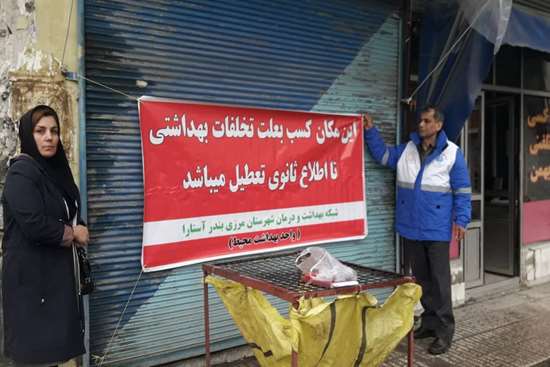 این مکان کسب بعلت تخلفات بهداشتی
تا اطلاع ثانوی تعطیل میباشد
شبکه بهداشت و درمان شهرستان مرزی بندر آستارا
(واحد بهداشت محیط)